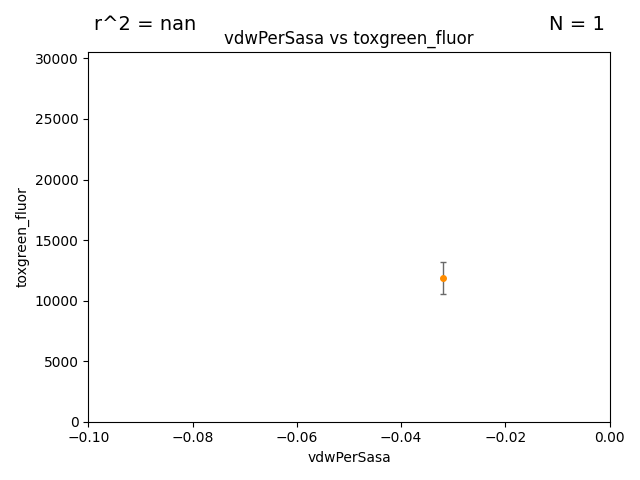 r^2 = nan
N = 1
vdwPerSasa vs toxgreen_fluor
30000
25000
20000
15000
10000
5000
0
toxgreen_fluor
−0.10
−0.08
−0.06
−0.04
−0.02
0.00
vdwPerSasa